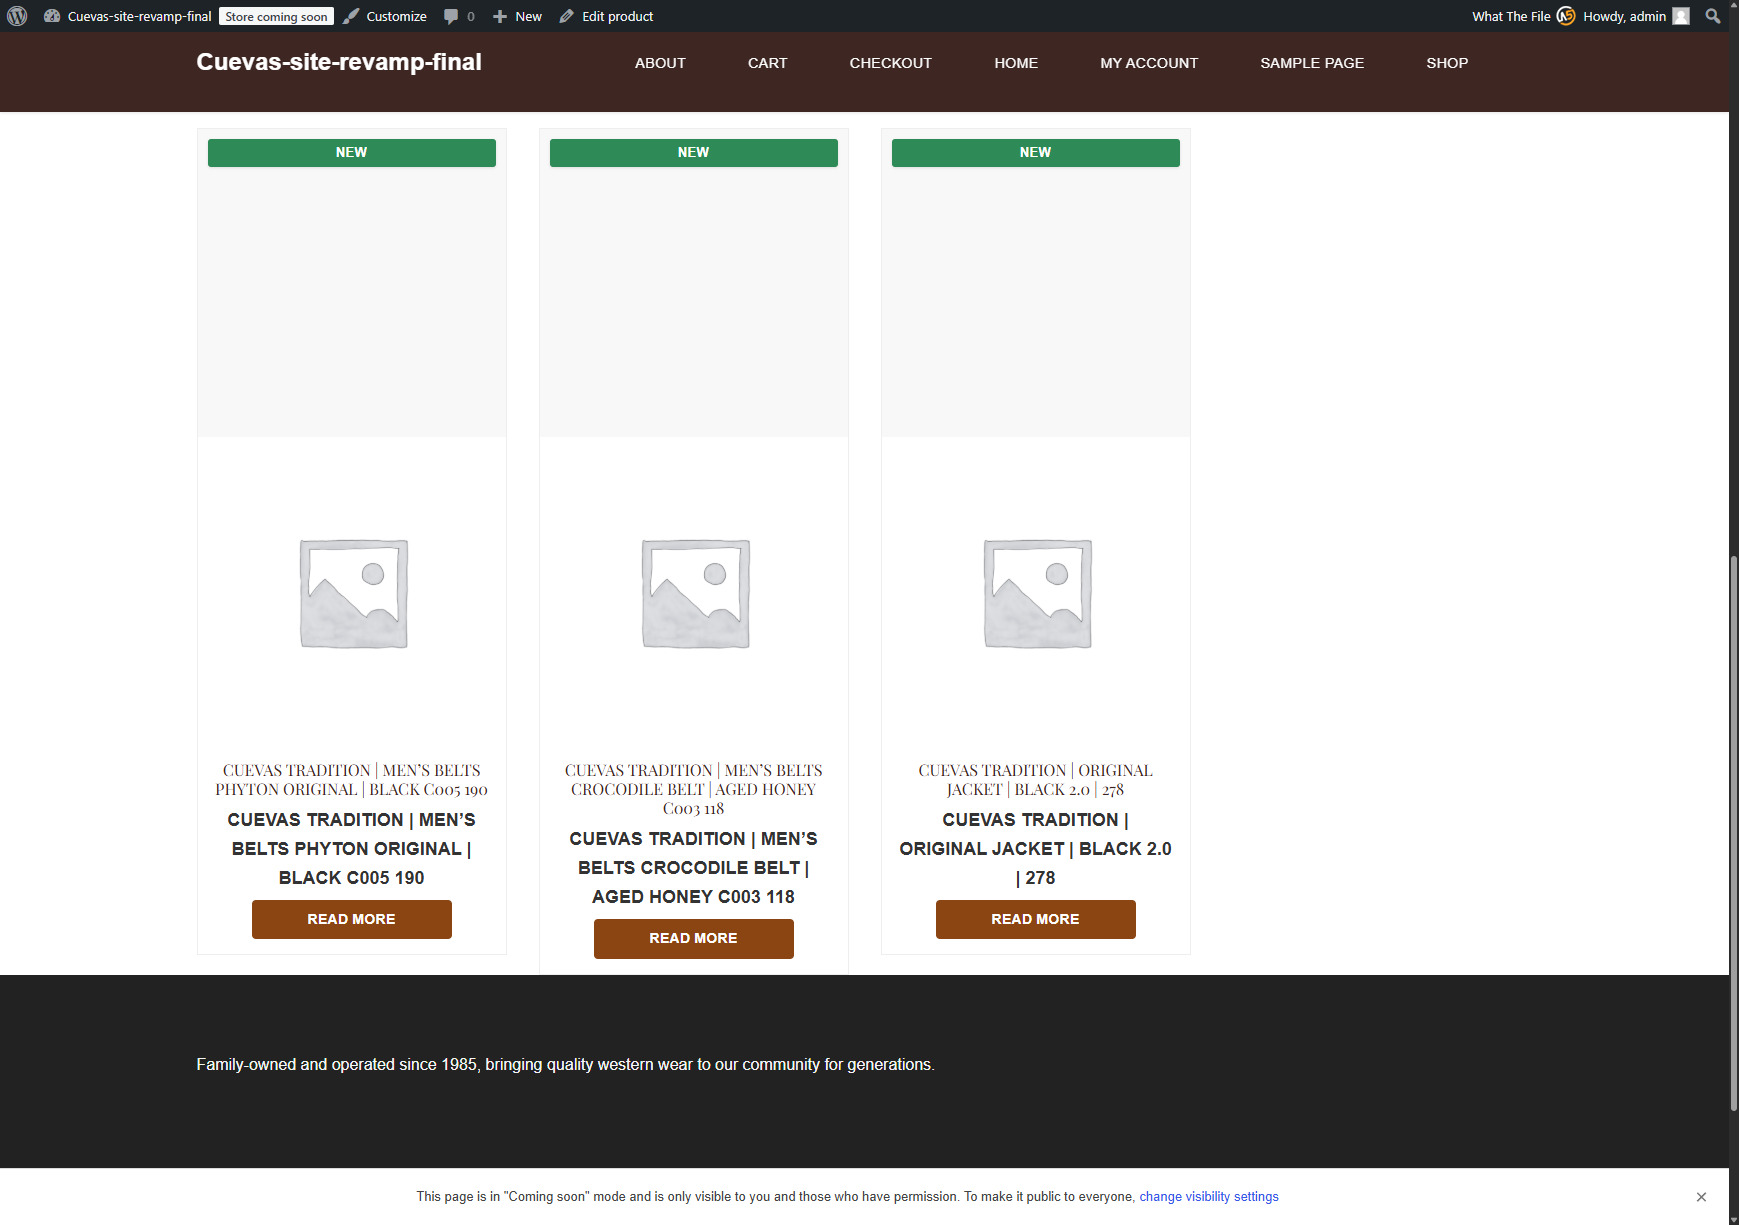 Cuevas-site-revamp-final Store coming soon Customize 0 New Edit product What The File Howdy, admin
Cuevas-site-revamp-final ABOUT CART CHECKOUT HOME MY ACCOUNT SAMPLE PAGE SHOP
NEW
CUEVAS TRADITION | MEN’S BELTS
PHYTON ORIGINAL | BLACK C005 190
CUEVAS TRADITION | MEN’S
BELTS PHYTON ORIGINAL |
BLACK C005 190
READ MORE
NEW
CUEVAS TRADITION | MEN’S BELTS
CROCODILE BELT | AGED HONEY
C003 118
CUEVAS TRADITION | MEN’S
BELTS CROCODILE BELT |
AGED HONEY C003 118
READ MORE
NEW
CUEVAS TRADITION | ORIGINAL
JACKET | BLACK 2.0 | 278
CUEVAS TRADITION |
ORIGINAL JACKET | BLACK 2.0
| 278
READ MORE
Family-owned and operated since 1985, bringing quality western wear to our community for generations.
This page is in "Coming soon" mode and is only visible to you and those who have permission. To make it public to everyone, change visibility settings